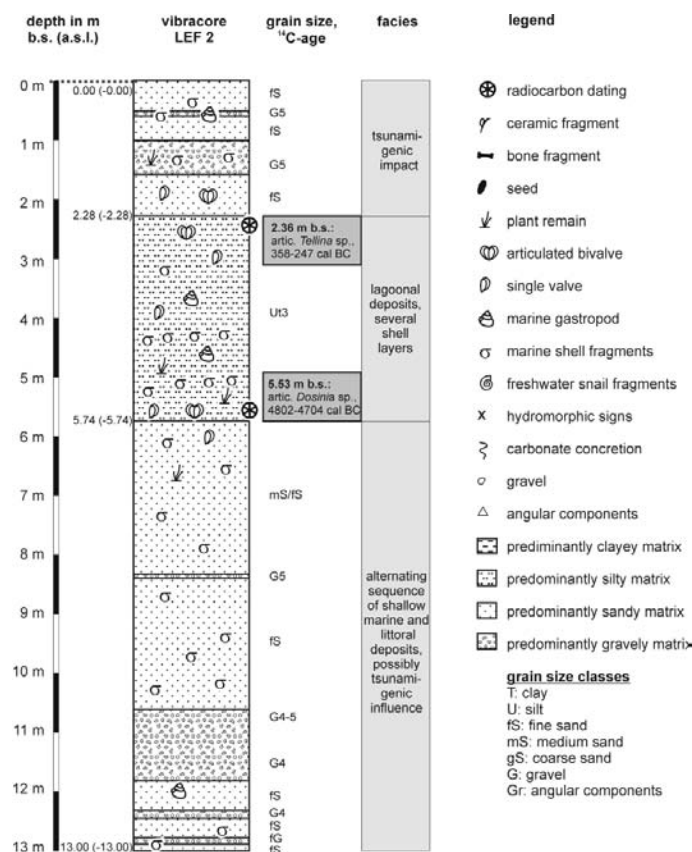 depth in m
b.s. (a.s.l.)
vibracore
LEF 2
grain size,
¹⁴C-age
facies
legend
0 m
0.00 (-0.00)
1 m
2 m
2.28 (-2.28)
3 m
4 m
5 m
5.74 (-5.74)
6 m
7 m
8 m
9 m
10 m
11 m
12 m
13 m
13.00 (-13.00)
fS
G5
fS
G5
fS
2.36 m b.s.:
artic. Tellina sp.,
358-247 cal BC
Ut3
5.53 m b.s.:
artic. Dosinia sp.,
4802-4704 cal BC
mS/fS
G5
fS
G4-5
G4
fS
G4
fS
fG
fS
tsunami-
genic
impact
lagoonal
deposits,
several
shell
layers
alternating
sequence
of shallow
marine and
littoral
deposits,
possibly
tsunami-
genic
influence
radiocarbon dating
ceramic fragment
bone fragment
seed
plant remain
articulated bivalve
single valve
marine gastropod
marine shell fragments
freshwater snail fragments
hydromorphic signs
carbonate concretion
gravel
angular components
prediminantly clayey matrix
predominantly silty matrix
predominantly sandy matrix
predominantly gravely matrix
grain size classes
T: clay
U: silt
fS: fine sand
mS: medium sand
gS: coarse sand
G: gravel
Gr: angular components